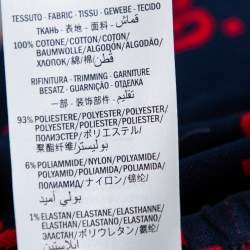 TESSUTO - FABRIC - TISSU - GEWEBE - TECIDO
ТКАНЬ - 表地 - 面料 - قماش
100% COTONE/COTTON/COTON/
BAUMWOLLE/ALGODÓN/ALGODÃO/
ХЛОПОК/綿/棉/قطن
RIFINITURA - TRIMMING - GARNITURE
BESATZ - GUARNIÇÃO - ОТДЕЛКА
一部 - 装饰部件 - تقليم
93% POLIESTERE/POLYESTER/POLYESTER/
POLYESTER/POLIÉSTER/POLIÉSTER/
ПОЛИЭСТЕР/ポリエステル/
聚酯纤维/بوليستر
6% POLIAMMIDE/NYLON/POLYAMIDE/
POLYAMID/POLIAMIDA/POLIAMIDA/
ПОЛИАМИД/ナイロン/锦纶/
بولي أميد
1% ELASTAN/ELASTANE/ELASTHANNE/
ELASTHAN/ELASTANO/ELASTANO/
ЭЛАСТАН/ポリウレタン/氨纶/
ايلاستين